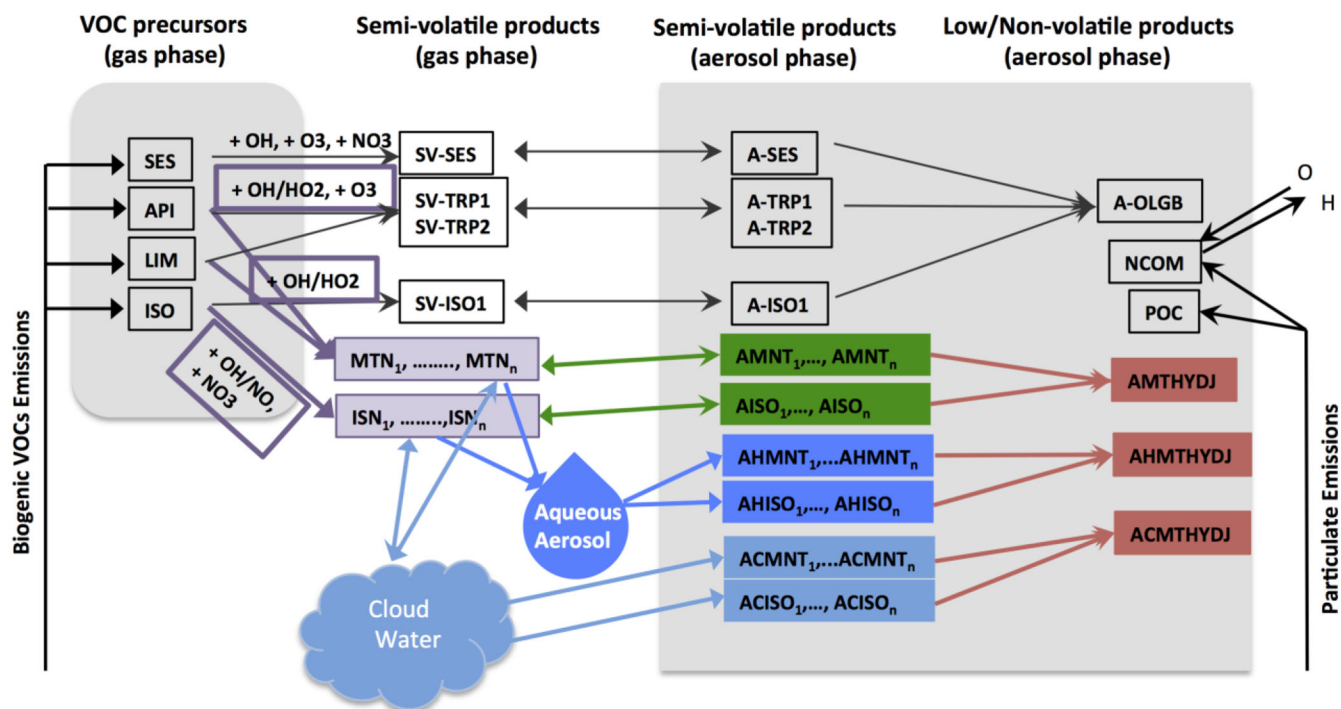 VOC precursors
(gas phase)
Semi-volatile products
(gas phase)
Semi-volatile products
(aerosol phase)
Low/Non-volatile products
(aerosol phase)
SES
API
LIM
ISO
+ OH, + O3, + NO3
+ OH/HO2, + O3
+ OH/HO2
+ OH/NO,
+ NO3
SV-SES
SV-TRP1
SV-TRP2
SV-ISO1
MTN₁, …….., MTNₙ
ISN₁, ……..,ISNₙ
A-SES
A-TRP1
A-TRP2
A-ISO1
AMNT₁,…, AMNTₙ
AISO₁,…, AISOₙ
AHMNT₁,...AHMNTₙ
AHISO₁,…, AHISOₙ
ACMNT₁,...ACMNTₙ
ACISO₁,…, ACISOₙ
A-OLGB
NCOM
POC
O
H
AMTHYDJ
AHMTHYDJ
ACMTHYDJ
Aqueous
Aerosol
Cloud
Water
Biogenic VOCs Emissions
Particulate Emissions